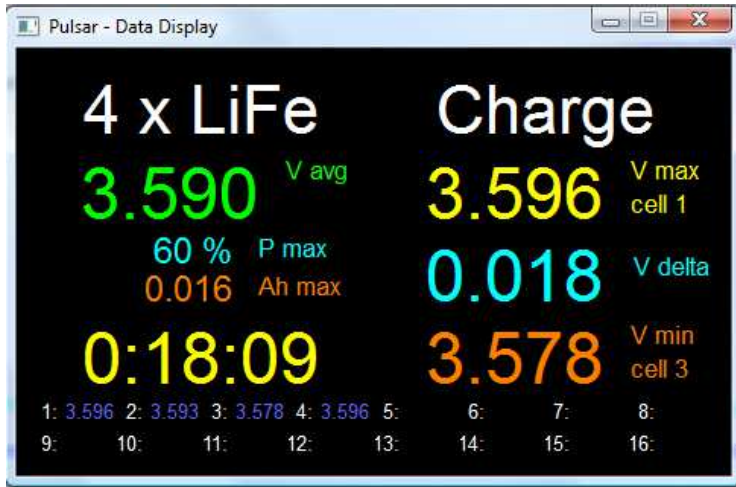 Pulsar - Data Display
4 x LiFe Charge
3.590 V avg 3.596 V max cell 1
60 % P max
0.016 Ah max
0.018 V delta
0:18:09 3.578 V min cell 3
1: 3.596 2: 3.593 3: 3.578 4: 3.596 5: 6: 7: 8:
9: 10: 11: 12: 13: 14: 15: 16: